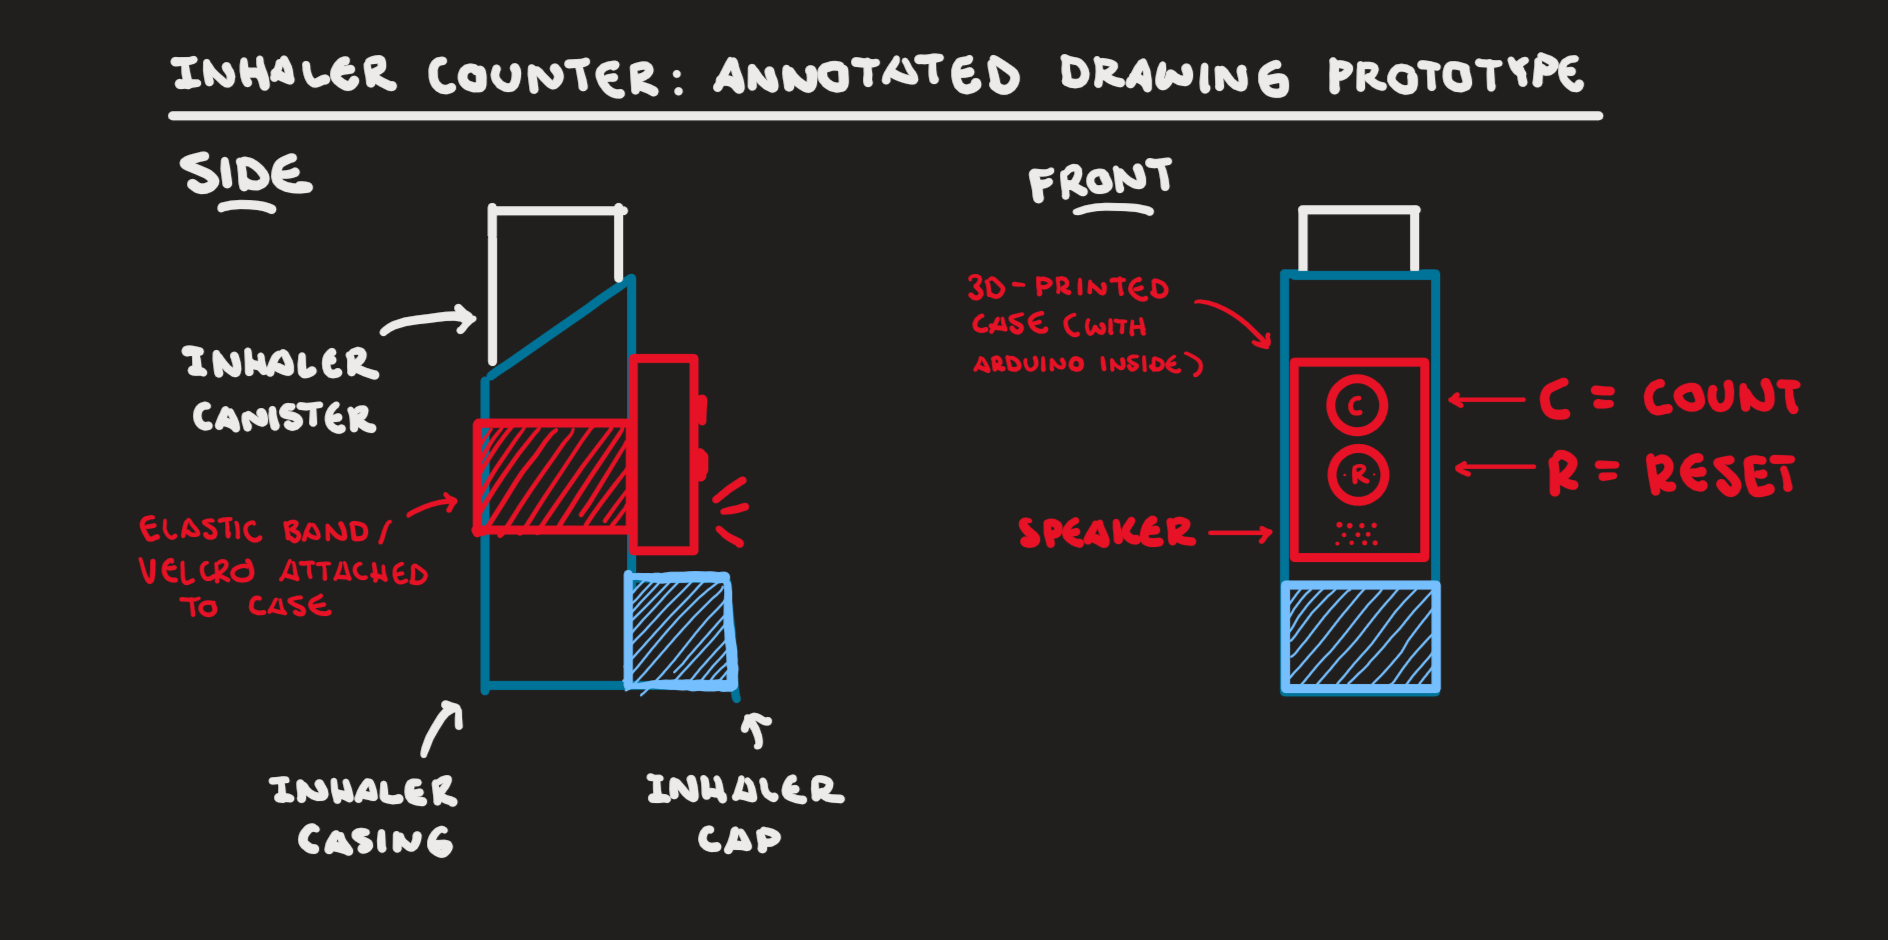 INHALER COUNTER: ANNOTATED DRAWING PROTOTYPE
SIDE
INHALER
CANISTER
ELASTIC BAND/
VELCRO ATTACHED
TO CASE
INHALER
CASING
INHALER
CAP
FRONT
3D-PRINTED
CASE (WITH
ARDUINO INSIDE)
C
R
C = COUNT
R = RESET
SPEAKER